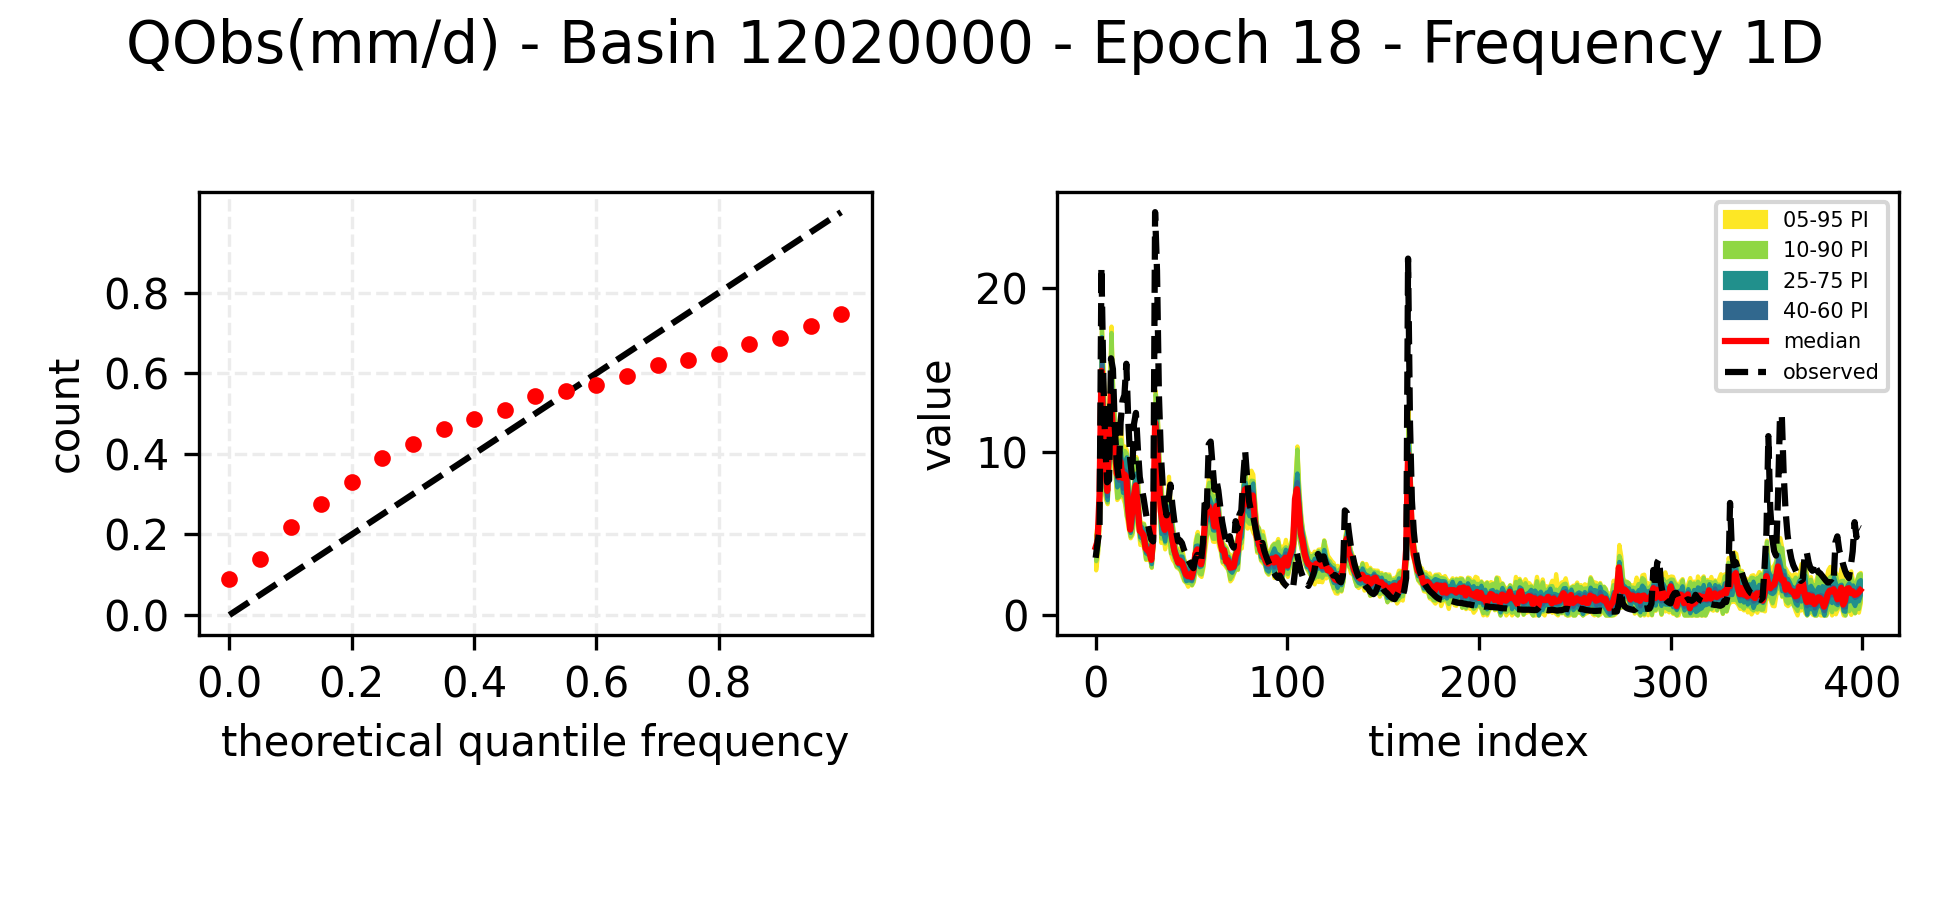 QObs(mm/d) - Basin 12020000 - Epoch 18 - Frequency 1D
count
0.8
0.6
0.4
0.2
0.0
0.0 0.2 0.4 0.6 0.8
theoretical quantile frequency
value
20
10
0
0 100 200 300 400
time index
05-95 PI
10-90 PI
25-75 PI
40-60 PI
median
observed